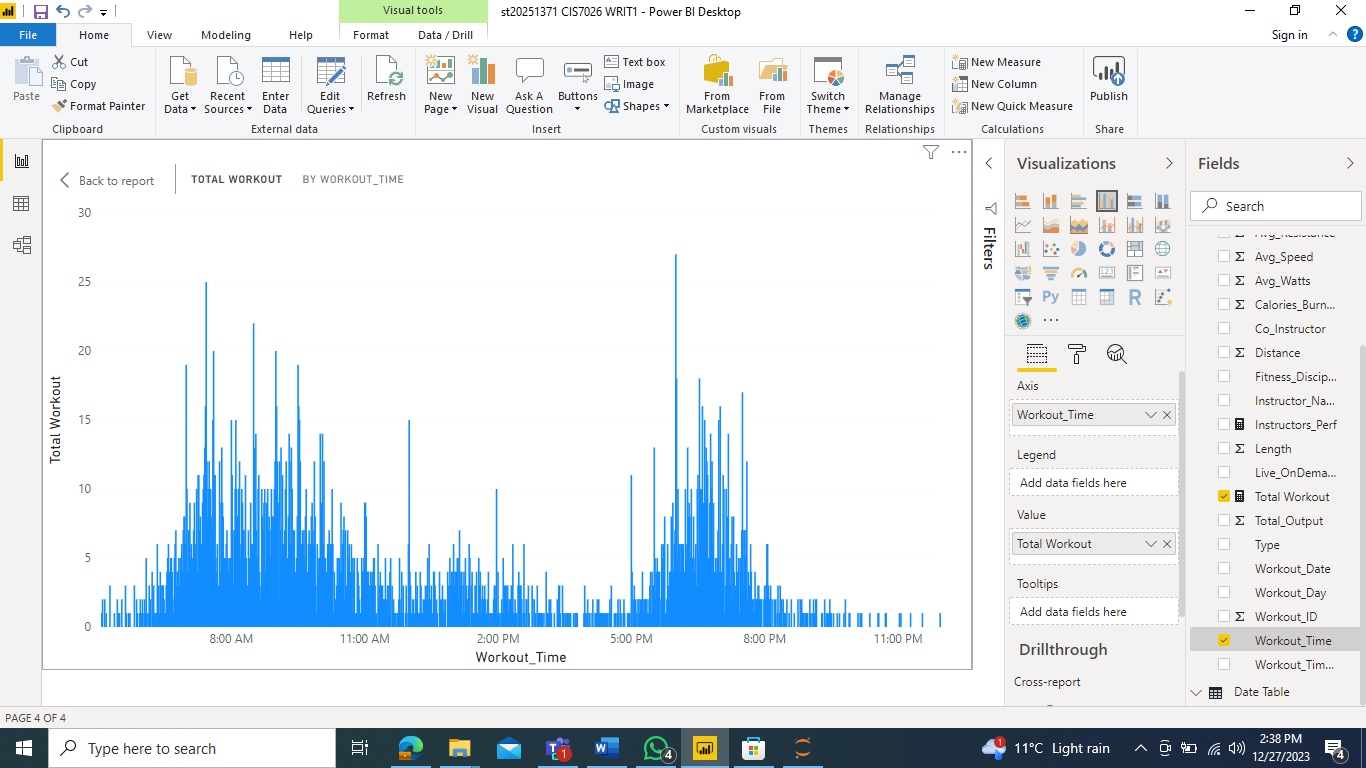 Visual tools
st20251371 CIS7026 WRIT1 - Power BI Desktop
File Home View Modeling Help Format Data / Drill Sign in
Paste
Cut
Copy
Format Painter
Clipboard
Get Data
Recent Sources
Enter Data
Edit Queries
Refresh
External data
New Page
New Visual
Ask A Question
Buttons
Text box
Image
Shapes
Insert
From Marketplace
From File
Custom visuals
Switch Theme
Themes
Manage Relationships
Relationships
New Measure
New Column
New Quick Measure
Calculations
Publish
Share
Back to report
TOTAL WORKOUT BY WORKOUT_TIME
30
25
20
15
10
5
0
Total Workout
8:00 AM 11:00 AM 2:00 PM 5:00 PM 8:00 PM 11:00 PM
Workout_Time
Filters
Visualizations
Py
R
123
Axis
Workout_Time
Legend
Add data fields here
Value
Total Workout
Tooltips
Add data fields here
Drillthrough
Cross-report
Fields
Search
Avg_Resistance
Avg_Speed
Avg_Watts
Calories_Burn...
Co_Instructor
Distance
Fitness_Discip...
Instructor_Na...
Instructors_Perf
Length
Live_OnDema...
Total Workout
Total_Output
Type
Workout_Date
Workout_Day
Workout_ID
Workout_Time
Workout_Tim...
Date Table
PAGE 4 OF 4
Type here to search
1
4
1
11°C Light rain
2:38 PM
12/27/2023
4